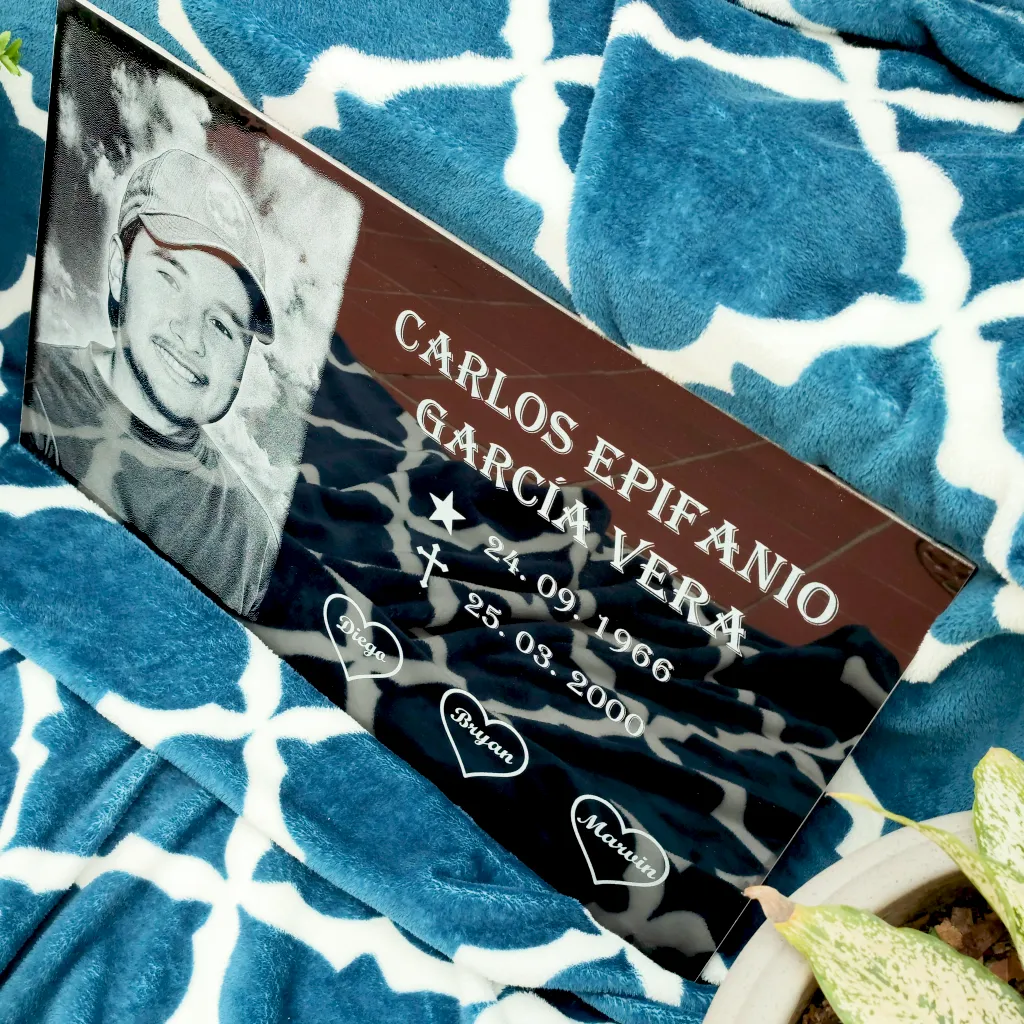 CARLOS EPIFANIO
GARCÍA VERA
24. 09. 1966
25. 03. 2000
Diego
Bryan
Marvin